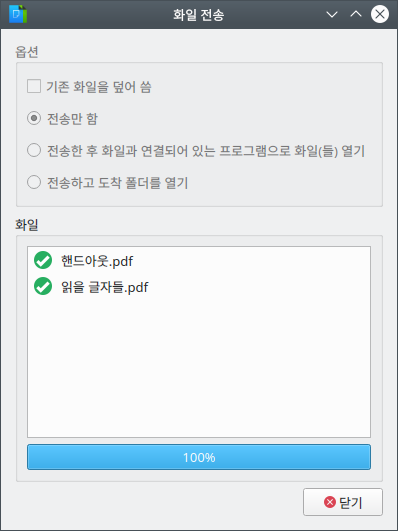 화일 전송
옵션
기존 화일을 덮어 씀
전송만 함
전송한 후 화일과 연결되어 있는 프로그램으로 화일(들) 열기
전송하고 도착 폴더를 열기
화일
핸드아웃.pdf
읽을 글자들.pdf
100%
닫기